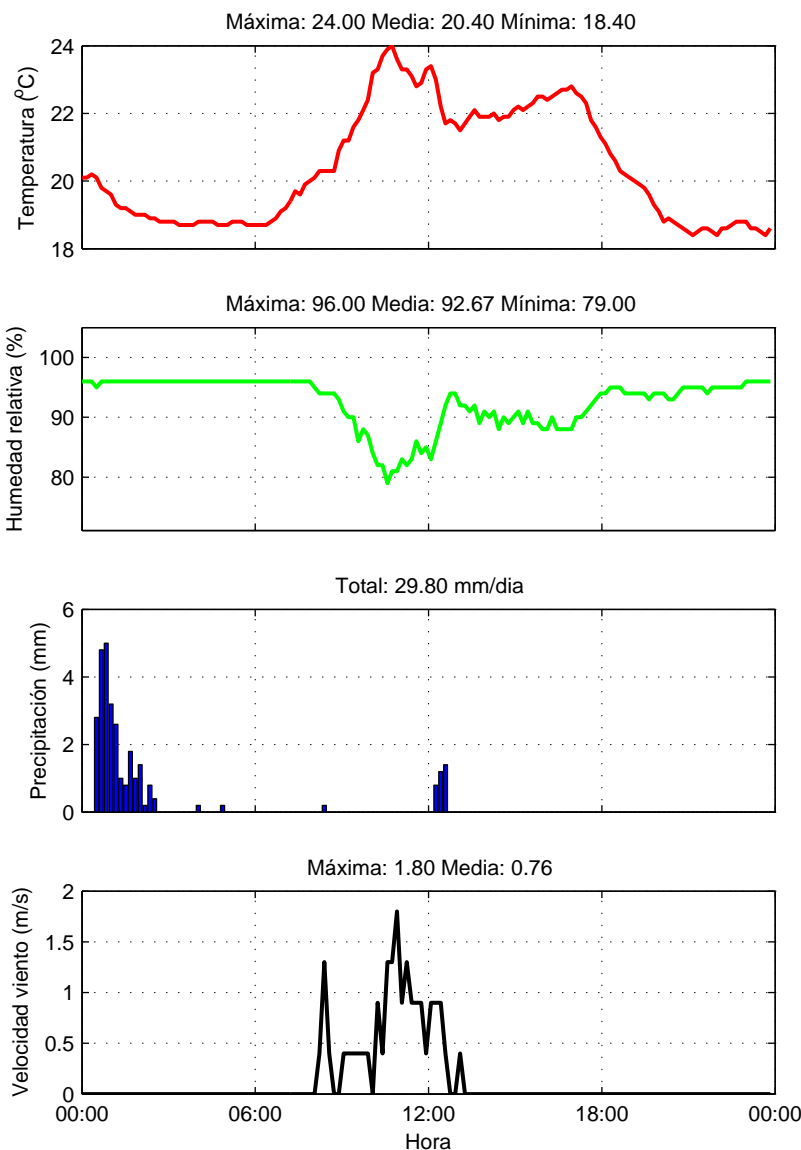 Máxima: 24.00 Media: 20.40 Mínima: 18.40
Temperatura (ºC)
24
22
20
18
Máxima: 96.00 Media: 92.67 Mínima: 79.00
Humedad relativa (%)
100
90
80
Total: 29.80 mm/dia
Precipitación (mm)
6
4
2
0
Máxima: 1.80 Media: 0.76
Velocidad viento (m/s)
2
1.5
1
0.5
0
00:00 06:00 12:00 18:00 00:00
Hora